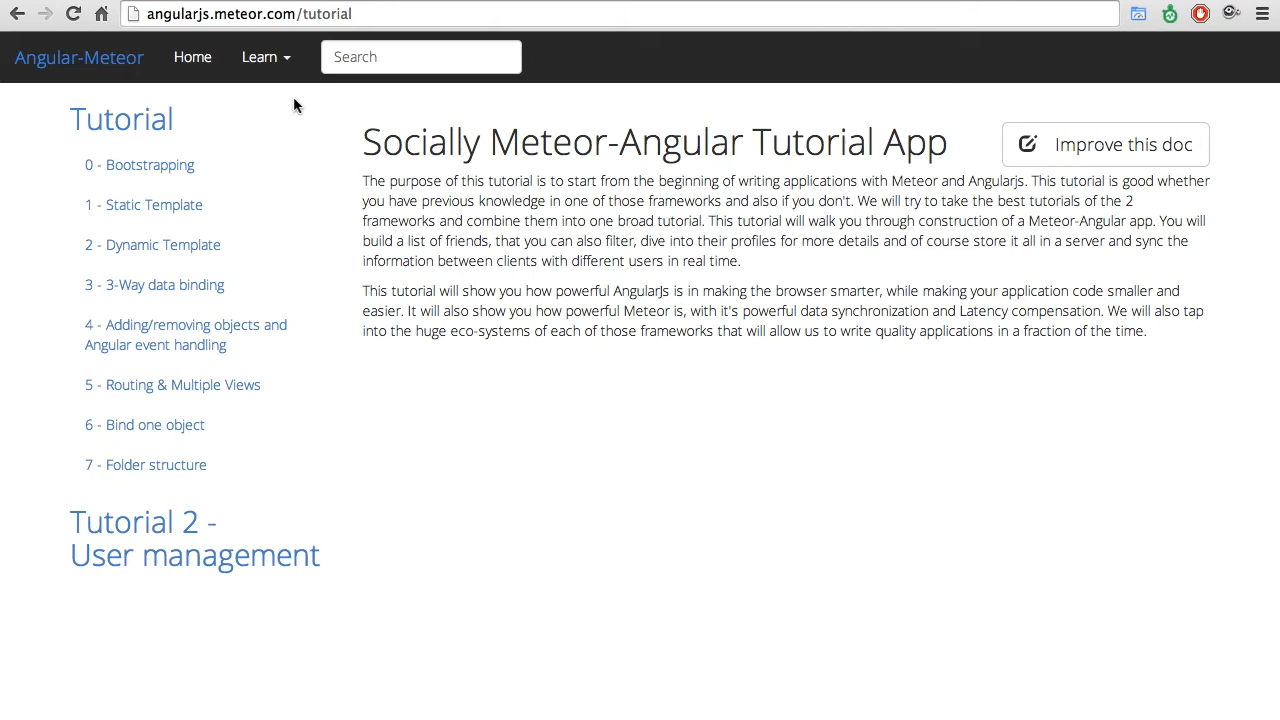 angularjs.meteor.com/tutorial
Angular-Meteor
Home
Learn
Search
Tutorial
0 - Bootstrapping
1 - Static Template
2 - Dynamic Template
3 - 3-Way data binding
4 - Adding/removing objects and
Angular event handling
5 - Routing & Multiple Views
6 - Bind one object
7 - Folder structure
Tutorial 2 -
User management
Socially Meteor-Angular Tutorial App
Improve this doc
The purpose of this tutorial is to start from the beginning of writing applications with Meteor and Angularjs. This tutorial is good whether
you have previous knowledge in one of those frameworks and also if you don't. We will try to take the best tutorials of the 2
frameworks and combine them into one broad tutorial. This tutorial will walk you through construction of a Meteor-Angular app. You will
build a list of friends, that you can also filter, dive into their profiles for more details and of course store it all in a server and sync the
information between clients with different users in real time.
This tutorial will show you how powerful AngularJs is in making the browser smarter, while making your application code smaller and
easier. It will also show you how powerful Meteor is, with it's powerful data synchronization and Latency compensation. We will also tap
into the huge eco-systems of each of those frameworks that will allow us to write quality applications in a fraction of the time.